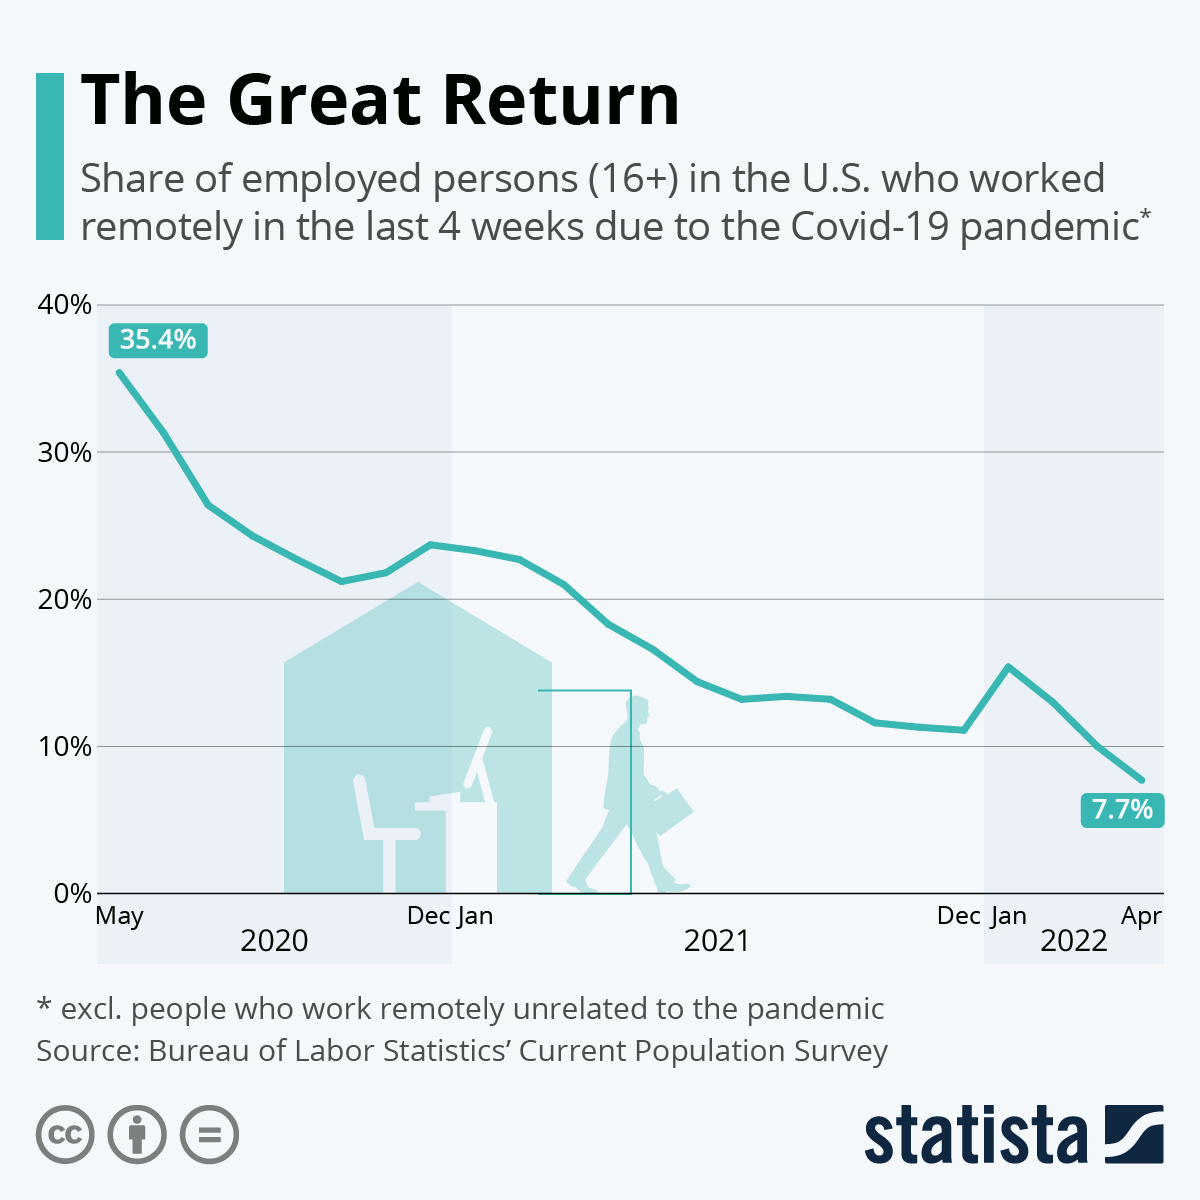 The Great Return
Share of employed persons (16+) in the U.S. who worked
remotely in the last 4 weeks due to the Covid-19 pandemic*
40%
35.4%
30%
20%
10%
7.7%
0%
May Dec Jan Dec Jan Apr
2020 2021 2022
* excl. people who work remotely unrelated to the pandemic
Source: Bureau of Labor Statistics’ Current Population Survey
cc =
statista